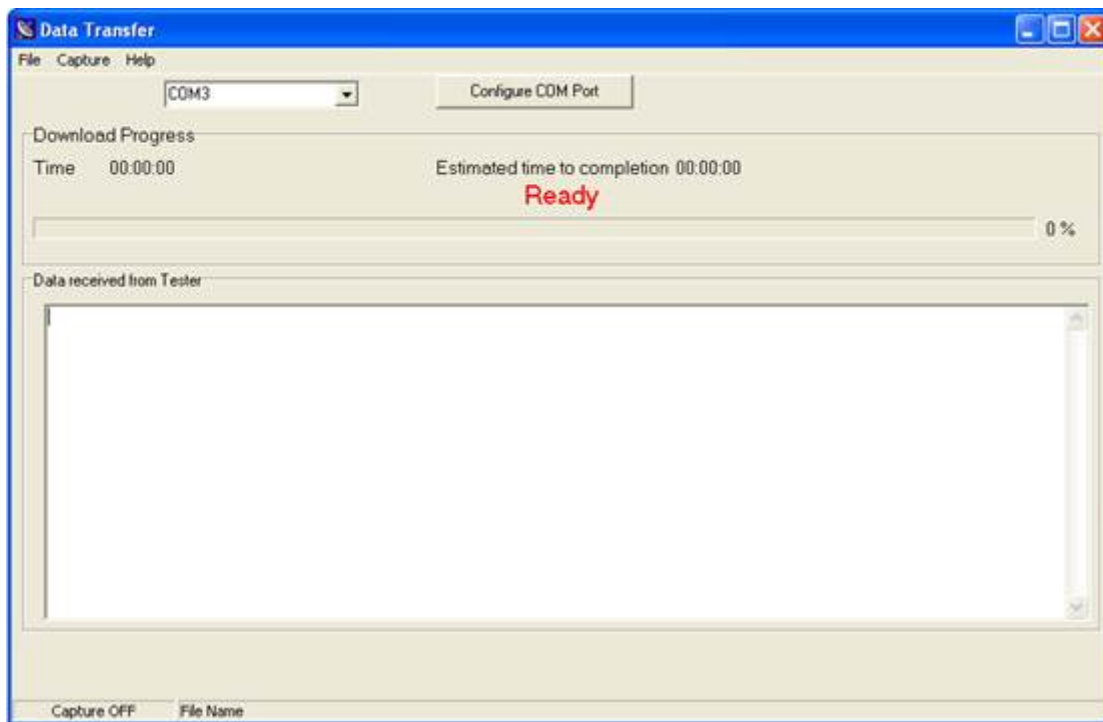 Data Transfer
File Capture Help
COM3 Configure COM Port
Download Progress
Time 00:00:00 Estimated time to completion 00:00:00
Ready
0 %
Data received from Tester
Capture OFF File Name